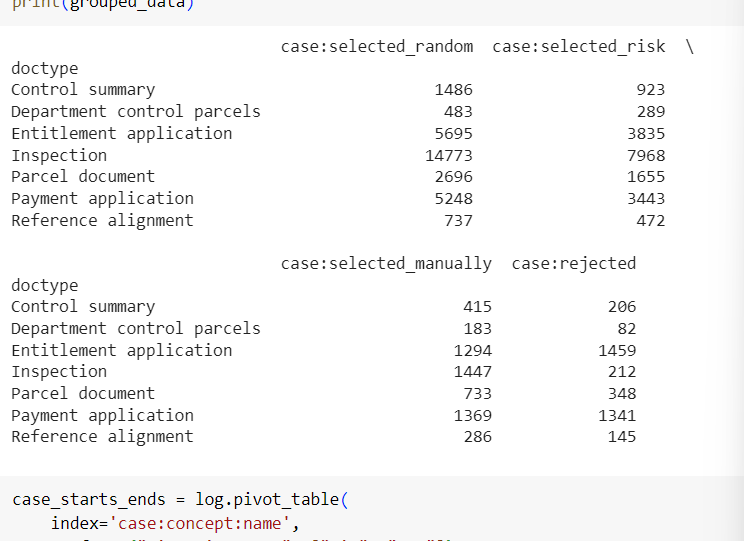 print(grouped_data)
case:selected_random case:selected_risk \
doctype
Control summary 1486 923
Department control parcels 483 289
Entitlement application 5695 3835
Inspection 14773 7968
Parcel document 2696 1655
Payment application 5248 3443
Reference alignment 737 472
case:selected_manually case:rejected
doctype
Control summary 415 206
Department control parcels 183 82
Entitlement application 1294 1459
Inspection 1447 212
Parcel document 733 348
Payment application 1369 1341
Reference alignment 286 145
case_starts_ends = log.pivot_table(
index='case:concept:name',